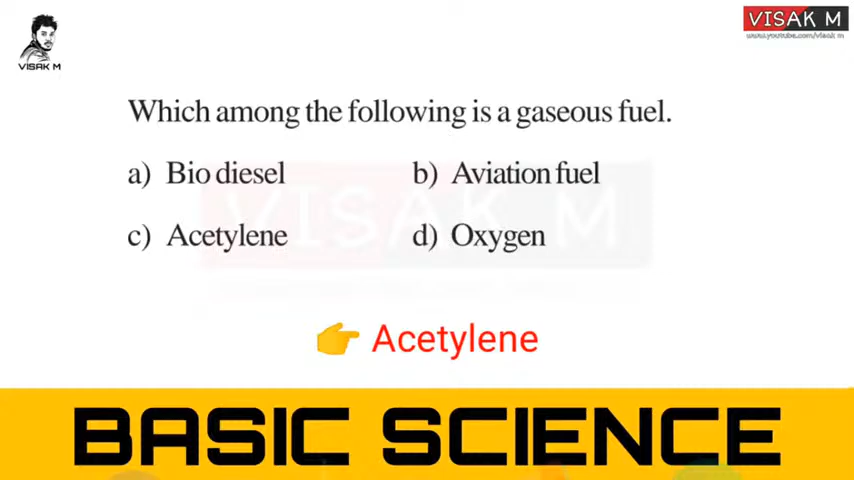 VISAK M
www.youtube.com/visak m
VISAK M
Which among the following is a gaseous fuel.
a) Bio diesel
b) Aviation fuel
c) Acetylene
d) Oxygen
VISAK M
👉 Acetylene
BASIC SCIENCE